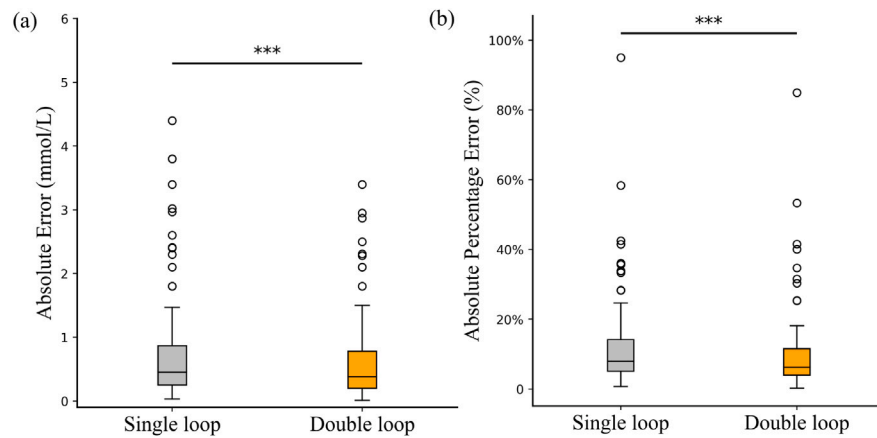 (a)
***
6
5
4
3
2
1
0
Absolute Error (mmol/L)
Single loop
Double loop
(b)
***
100%
80%
60%
40%
20%
0
Absolute Percentage Error (%)
Single loop
Double loop